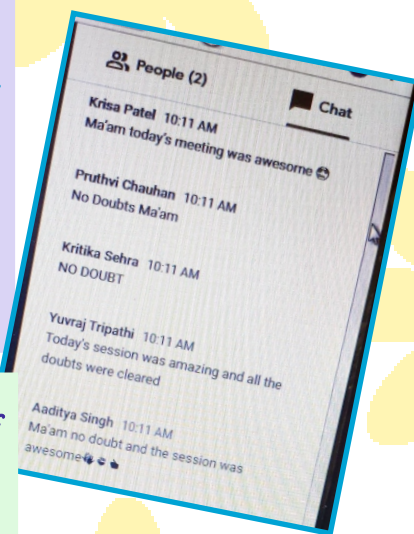 People (2)
Chat
Krisa Patel 10:11 AM
Ma'am today's meeting was awesome
Pruthvi Chauhan 10:11 AM
No Doubts Ma'am
Kritika Sehra 10:11 AM
NO DOUBT
Yuvraj Tripathi 10:11 AM
Today's session was amazing and all the
doubts were cleared
Aaditya Singh 10:11 AM
Ma'am no doubt and the session was
awesome